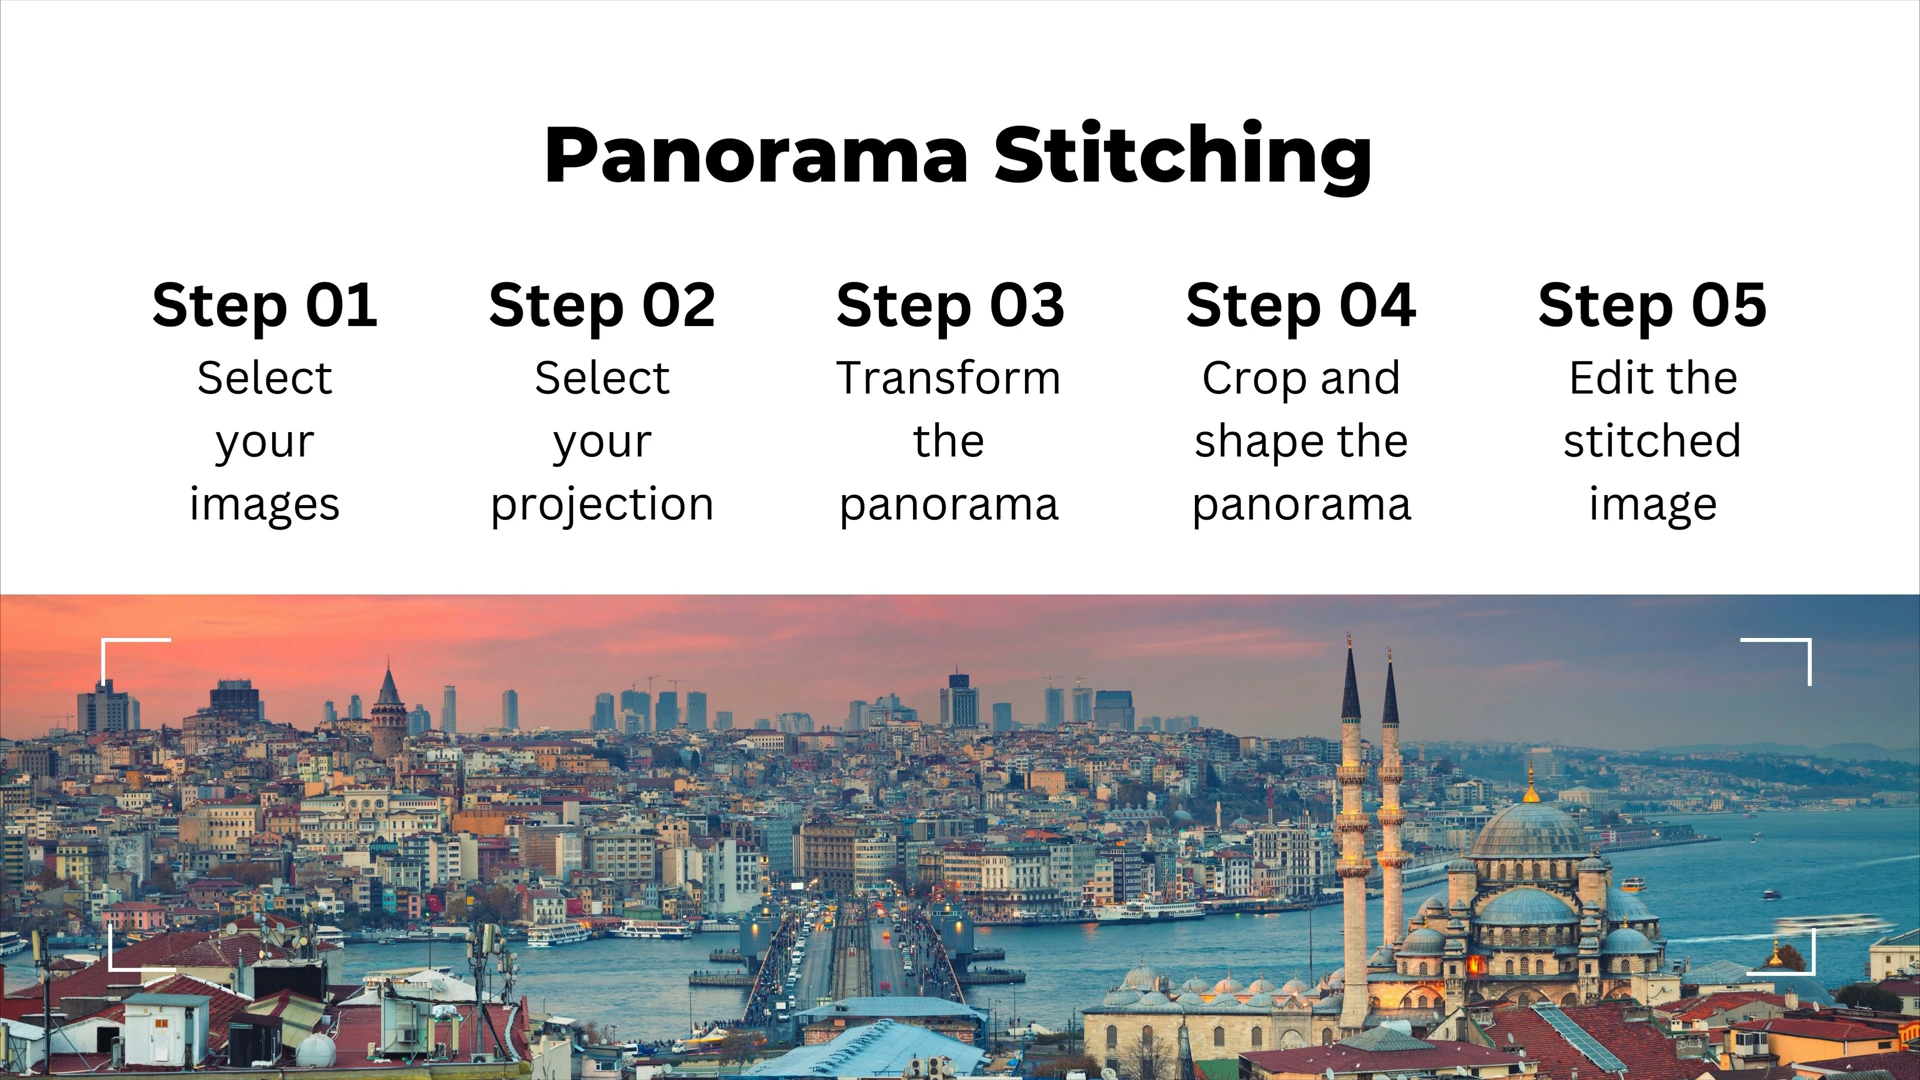 Panorama Stitching
Step 01
Select
your
images
Step 02
Select
your
projection
Step 03
Transform
the
panorama
Step 04
Crop and
shape the
panorama
Step 05
Edit the
stitched
image